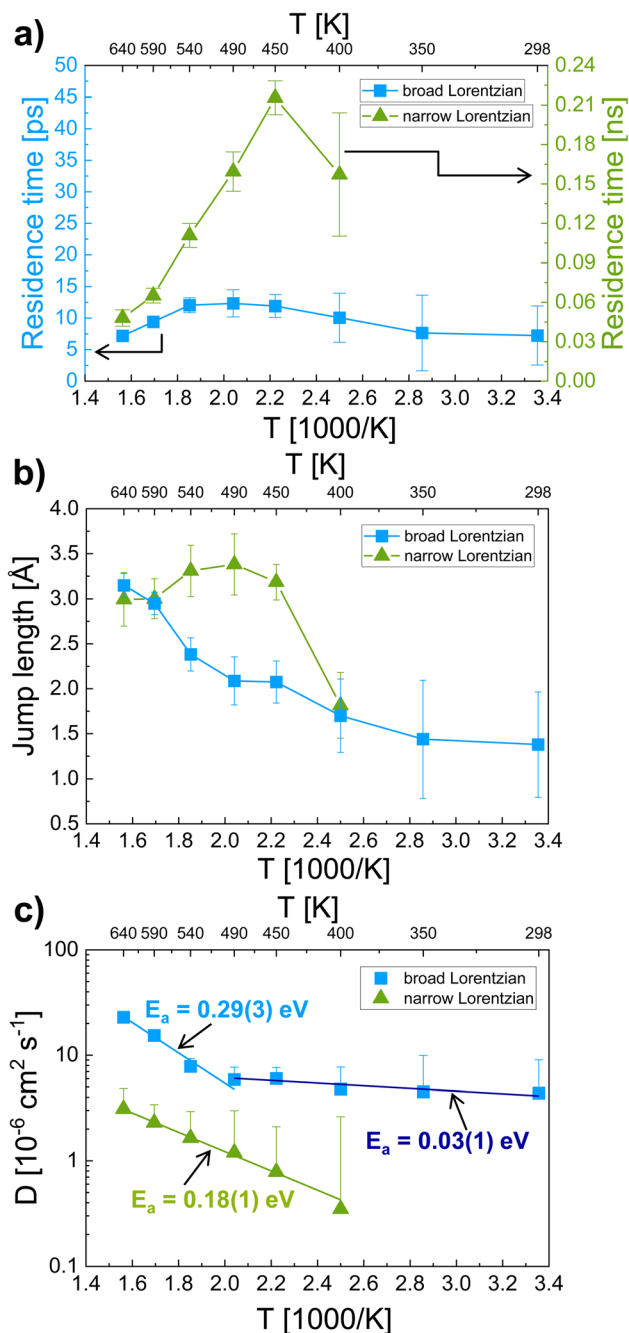 a)
T [K]
640 590 540 490 450 400 350 298
Residence time [ps]
50
45
40
35
30
25
20
15
10
5
0
broad Lorentzian
narrow Lorentzian
0.24
0.21
0.18
0.15
0.12
0.09
0.06
0.03
0.00
Residence time [ns]
1.4 1.6 1.8 2.0 2.2 2.4 2.6 2.8 3.0 3.2 3.4
T [1000/K]
b)
T [K]
640 590 540 490 450 400 350 298
Jump length [Å]
4.0
3.5
3.0
2.5
2.0
1.5
1.0
0.5
broad Lorentzian
narrow Lorentzian
1.4 1.6 1.8 2.0 2.2 2.4 2.6 2.8 3.0 3.2 3.4
T [1000/K]
c)
T [K]
640 590 540 490 450 400 350 298
D [10⁻⁶ cm² s⁻¹]
100
10
1
0.1
broad Lorentzian
narrow Lorentzian
Eₐ = 0.29(3) eV
Eₐ = 0.03(1) eV
Eₐ = 0.18(1) eV
1.4 1.6 1.8 2.0 2.2 2.4 2.6 2.8 3.0 3.2 3.4
T [1000/K]